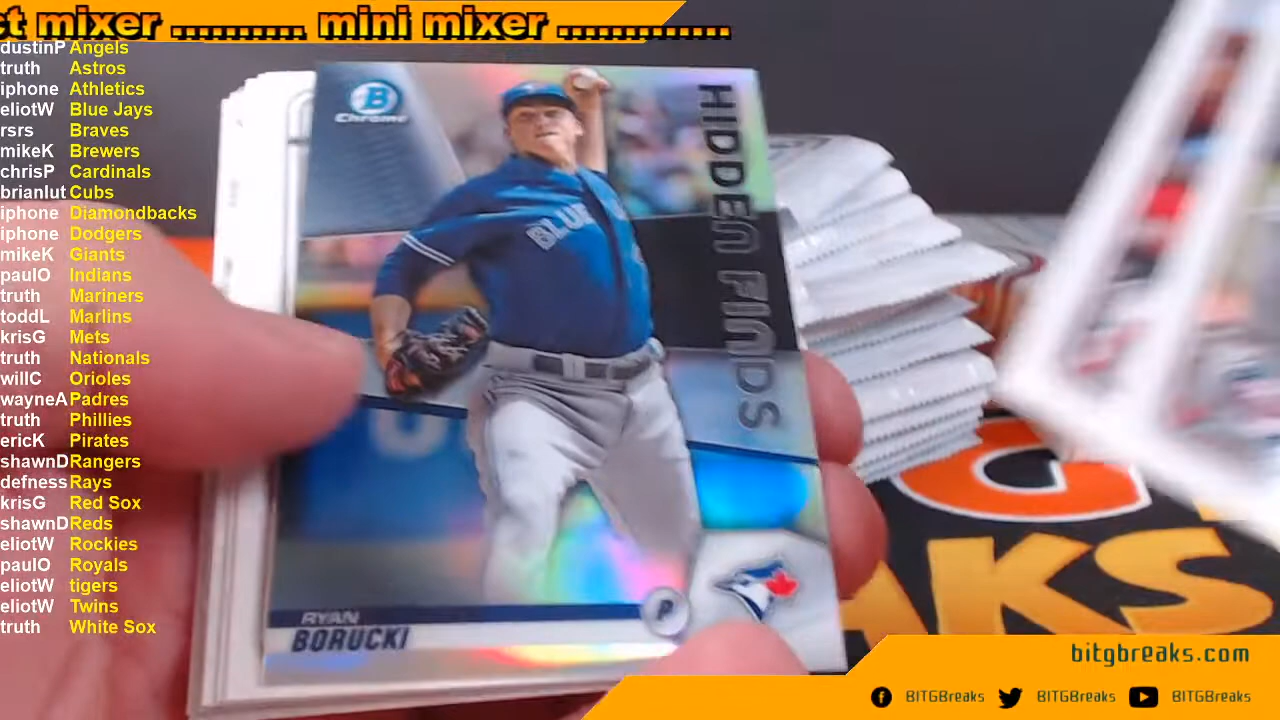 ct mixer .......... mini mixer .............
dustinP Angels
truth Astros
iphone Athletics
eliotW Blue Jays
rsrs Braves
mikeK Brewers
chrisP Cardinals
brianlut Cubs
iphone Diamondbacks
iphone Dodgers
mikeK Giants
paulO Indians
truth Mariners
toddL Marlins
krisG Mets
truth Nationals
willC Orioles
wayneA Padres
truth Phillies
ericK Pirates
shawnD Rangers
defness Rays
krisG Red Sox
shawnD Reds
eliotW Rockies
paulO Royals
eliotW tigers
eliotW Twins
truth White Sox
B
Chrome
HIDDEN FINDS
BLUE
RYAN
BORUCKI
P
AKS
bitgbreaks.com
BITGBreaks BITGBreaks BITGBreaks